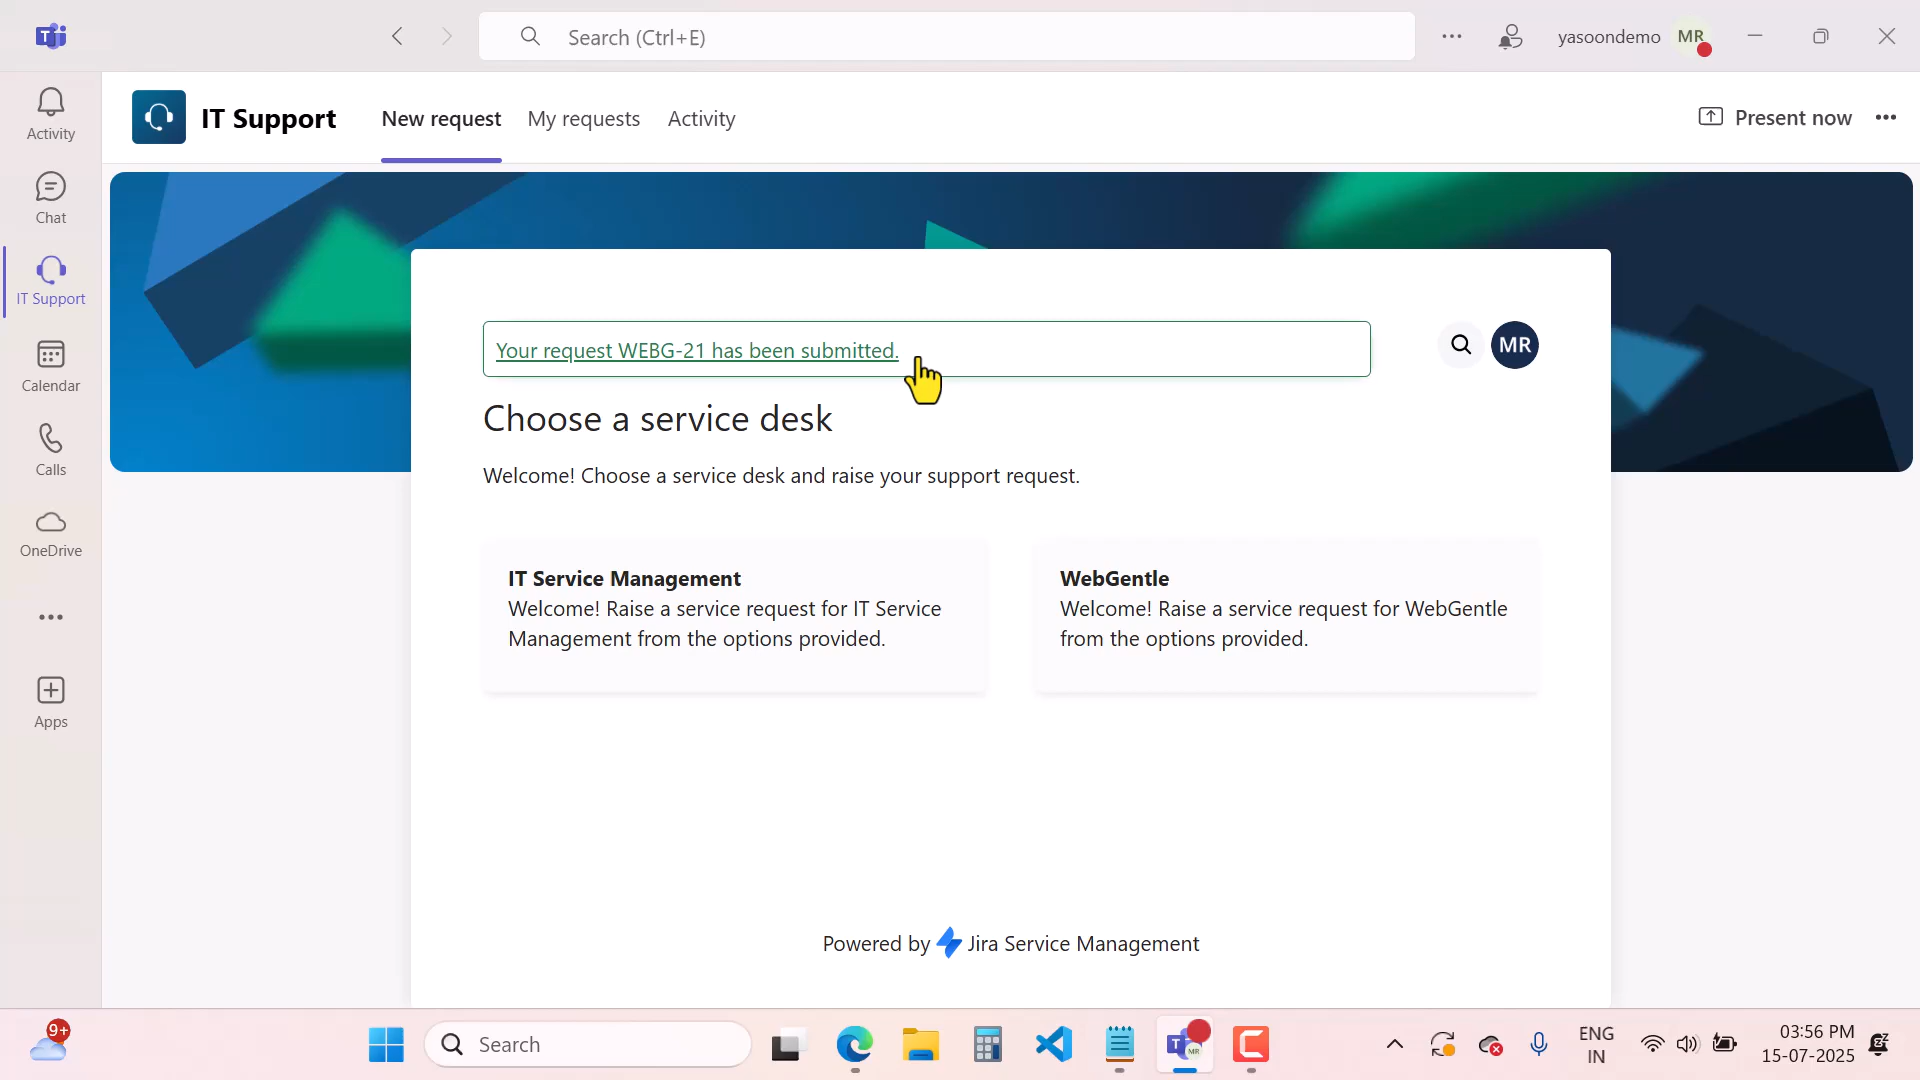 Search (Ctrl+E)
yasoondemo
MR
Activity
Chat
IT Support
Calendar
Calls
OneDrive
Apps
IT Support
New request
My requests
Activity
Present now
Your request WEBG-21 has been submitted.
MR
Choose a service desk
Welcome! Choose a service desk and raise your support request.
IT Service Management
Welcome! Raise a service request for IT Service
Management from the options provided.
WebGentle
Welcome! Raise a service request for WebGentle
from the options provided.
Powered by Jira Service Management
9+
Search
T
MR
ENG
IN
03:56 PM
15-07-2025